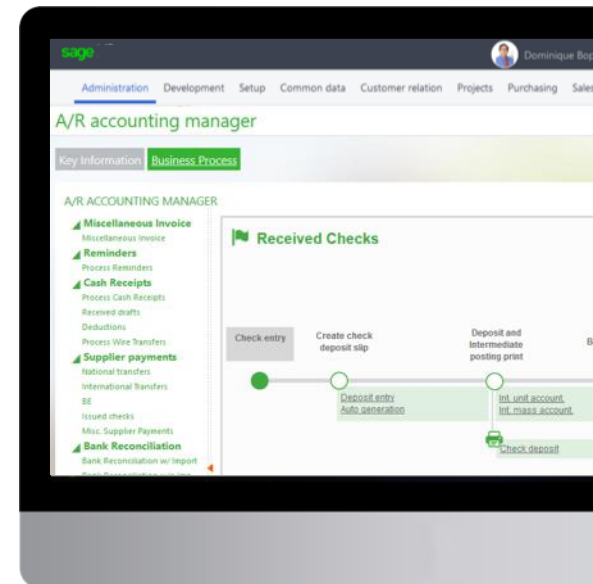 sage
Dominique Bop
Administration Development Setup Common data Customer relation Projects Purchasing Sales
A/R accounting manager
Key Information Business Process
A/R ACCOUNTING MANAGER
Miscellaneous Invoice
Miscellaneous Invoice
Reminders
Process Reminders
Cash Receipts
Process Cash Receipts
Received drafts
Deductions
Process Wire Transfers
Supplier payments
National transfers
International Transfers
BE
Issued checks
Misc. Supplier Payments
Bank Reconciliation
Bank Reconciliation w/ Import
Received Checks
Check entry
Create check
deposit slip
Deposit and
Intermediate
posting print
B
Deposit entry
Auto generation
Int. unit account.
Int. mass account.
Check deposit